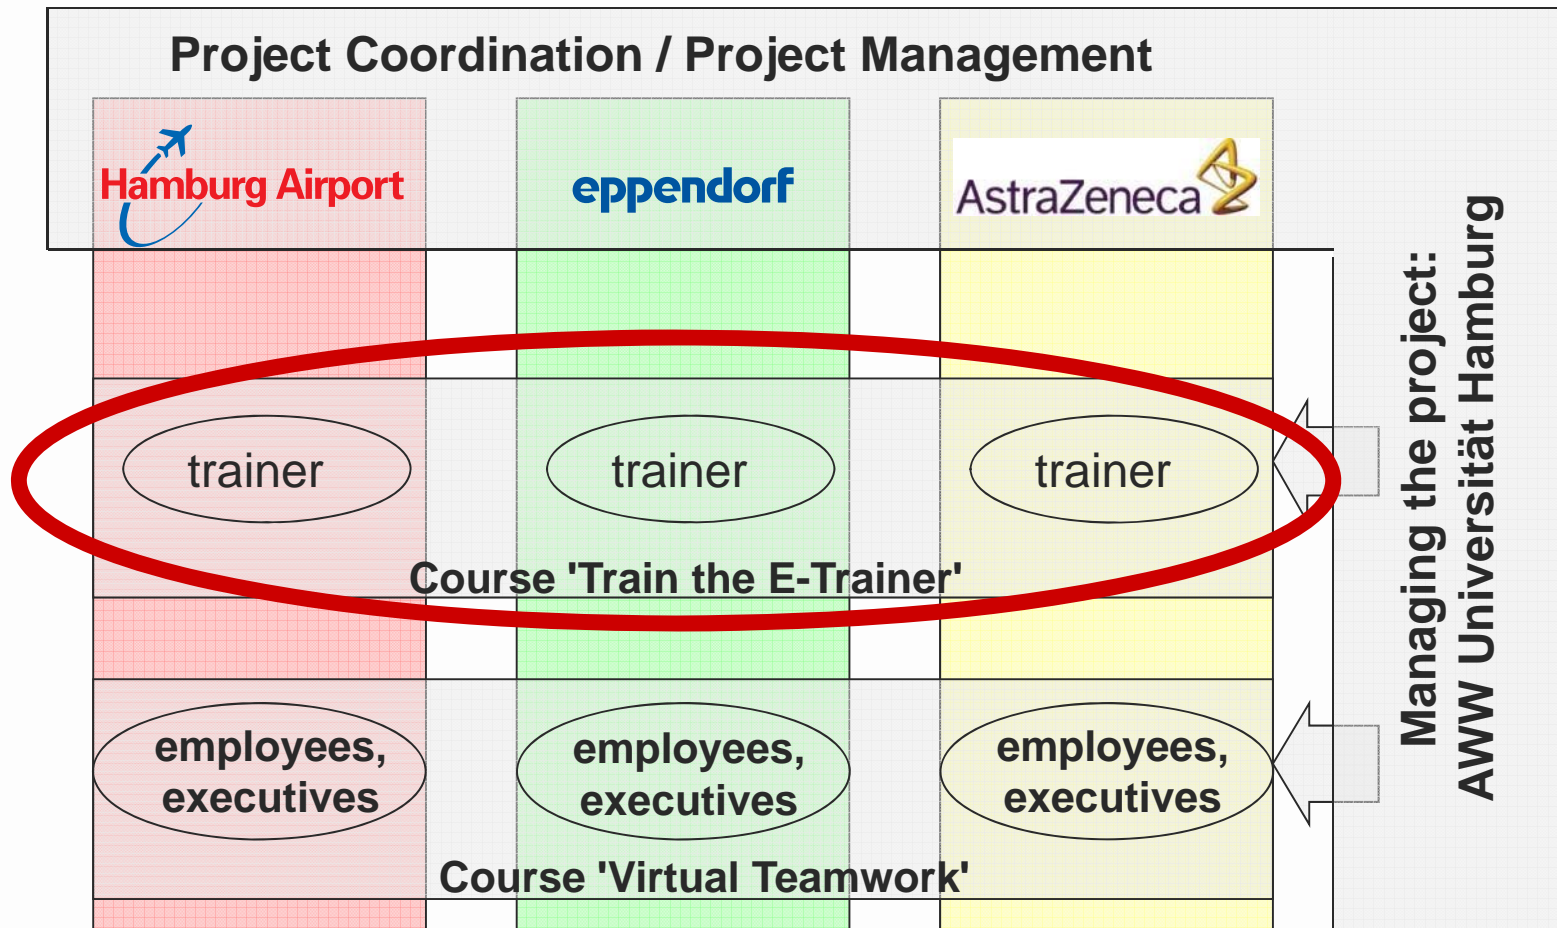 Project Coordination / Project Management
Hamburg Airport
eppendorf
AstraZeneca
trainer
trainer
trainer
Course 'Train the E-Trainer'
employees,
executives
employees,
executives
employees,
executives
Course 'Virtual Teamwork'
Managing the project:
AWW Universität Hamburg